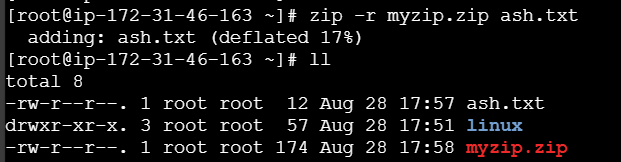 [root@ip-172-31-46-163 ~]# zip -r myzip.zip ash.txt
  adding: ash.txt (deflated 17%)
[root@ip-172-31-46-163 ~]# ll
total 8
-rw-r--r--. 1 root root  12 Aug 28 17:57 ash.txt
drwxr-xr-x. 3 root root  57 Aug 28 17:51 linux
-rw-r--r--. 1 root root 174 Aug 28 17:58 myzip.zip